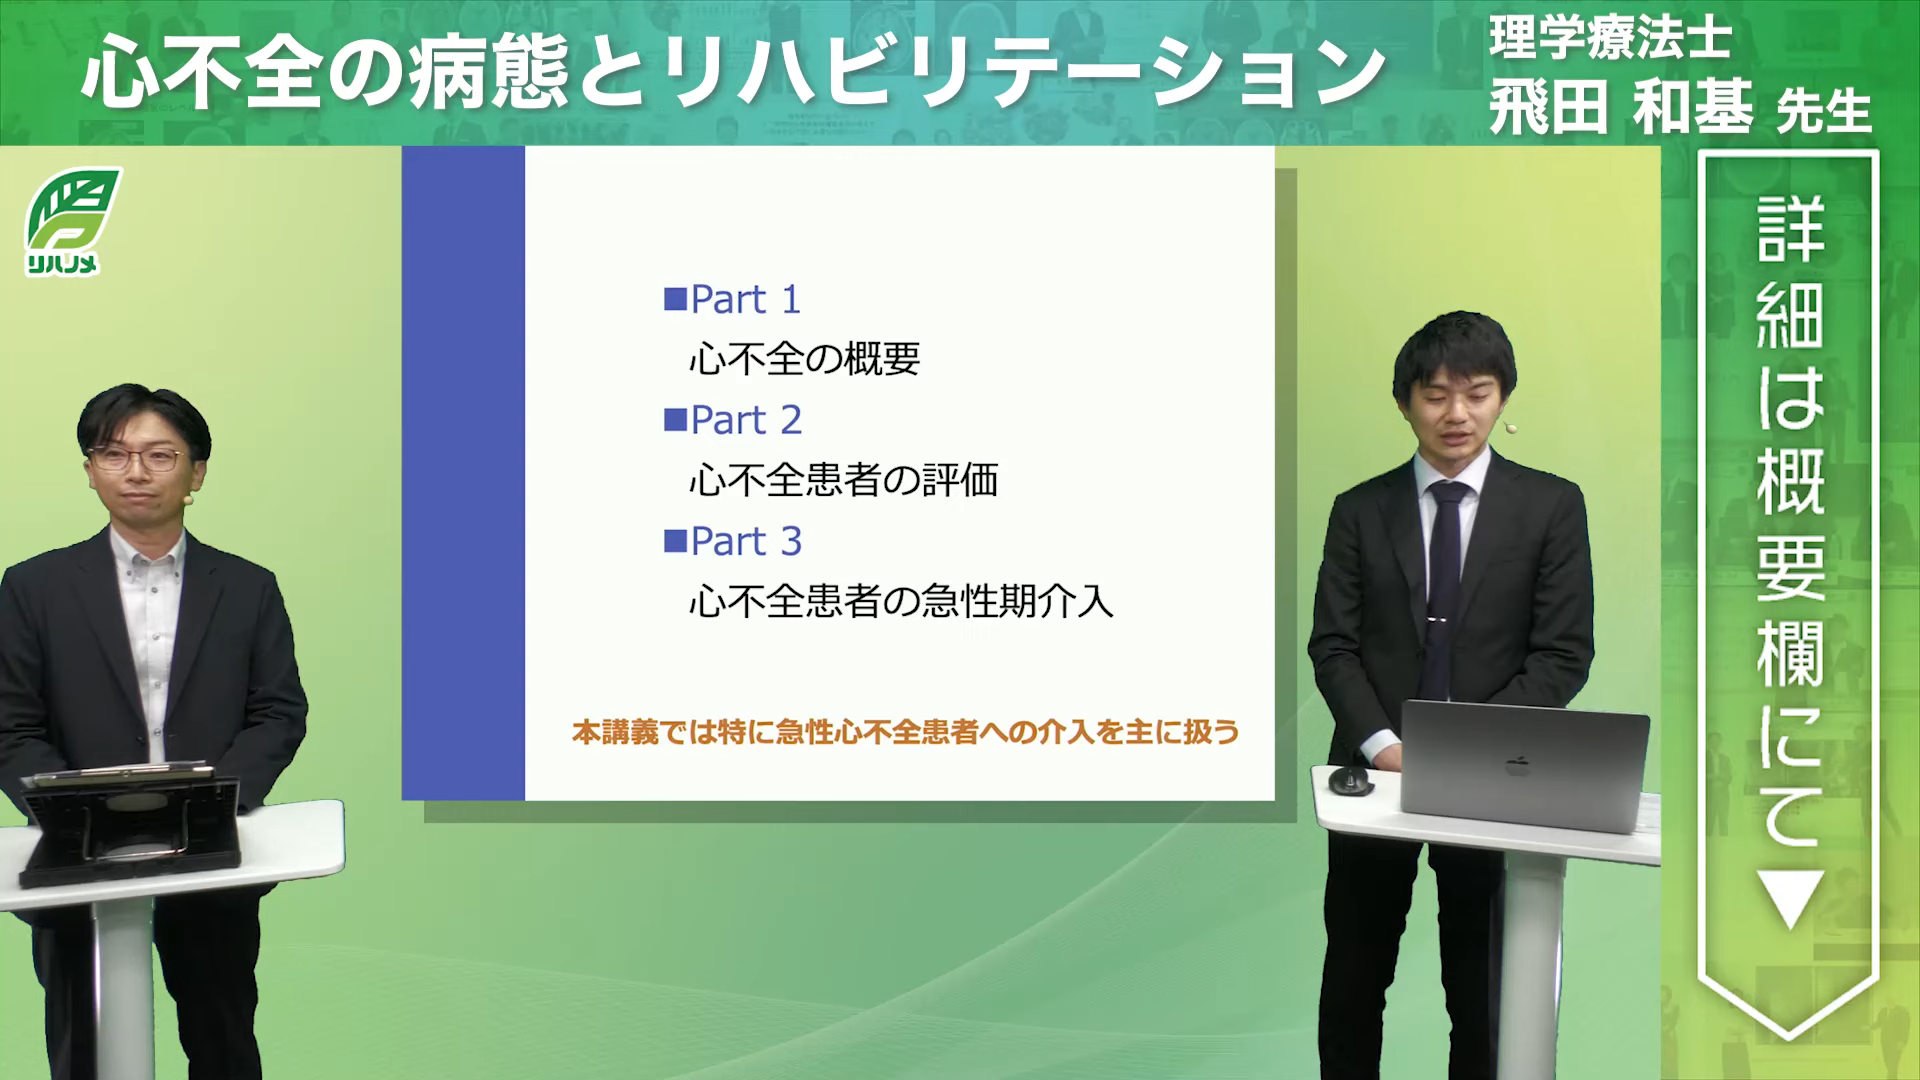 心不全の病態とリハビリテーション
理学療法士
飛田 和基 先生
リハノメ
■Part 1
心不全の概要
■Part 2
心不全患者の評価
■Part 3
心不全患者の急性期介入
本講義では特に急性心不全患者への介入を主に扱う
詳細は概要欄にて▼